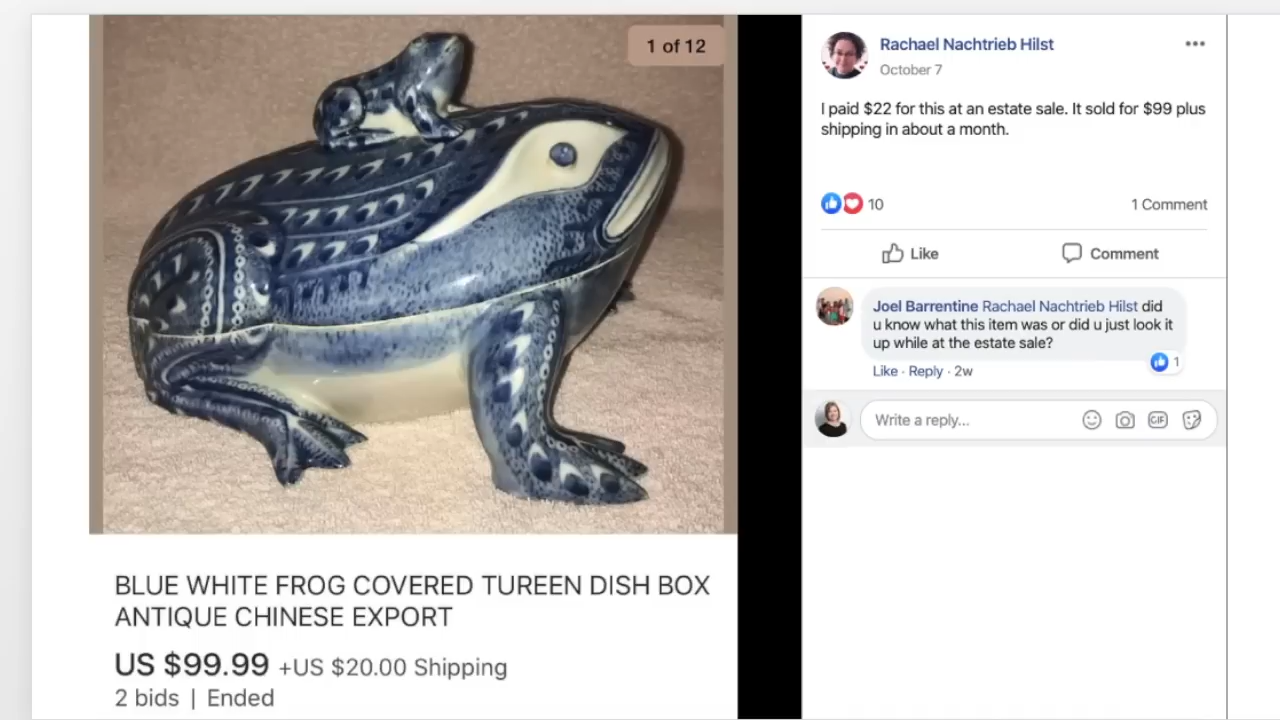 1 of 12
BLUE WHITE FROG COVERED TUREEN DISH BOX
ANTIQUE CHINESE EXPORT
US $99.99 +US $20.00 Shipping
2 bids | Ended
Rachael Nachtrieb Hilst
October 7
I paid $22 for this at an estate sale. It sold for $99 plus
shipping in about a month.
10
1 Comment
Like
Comment
Joel Barrentine Rachael Nachtrieb Hilst did
u know what this item was or did u just look it
up while at the estate sale?
1
Like · Reply · 2w
Write a reply...
GIF